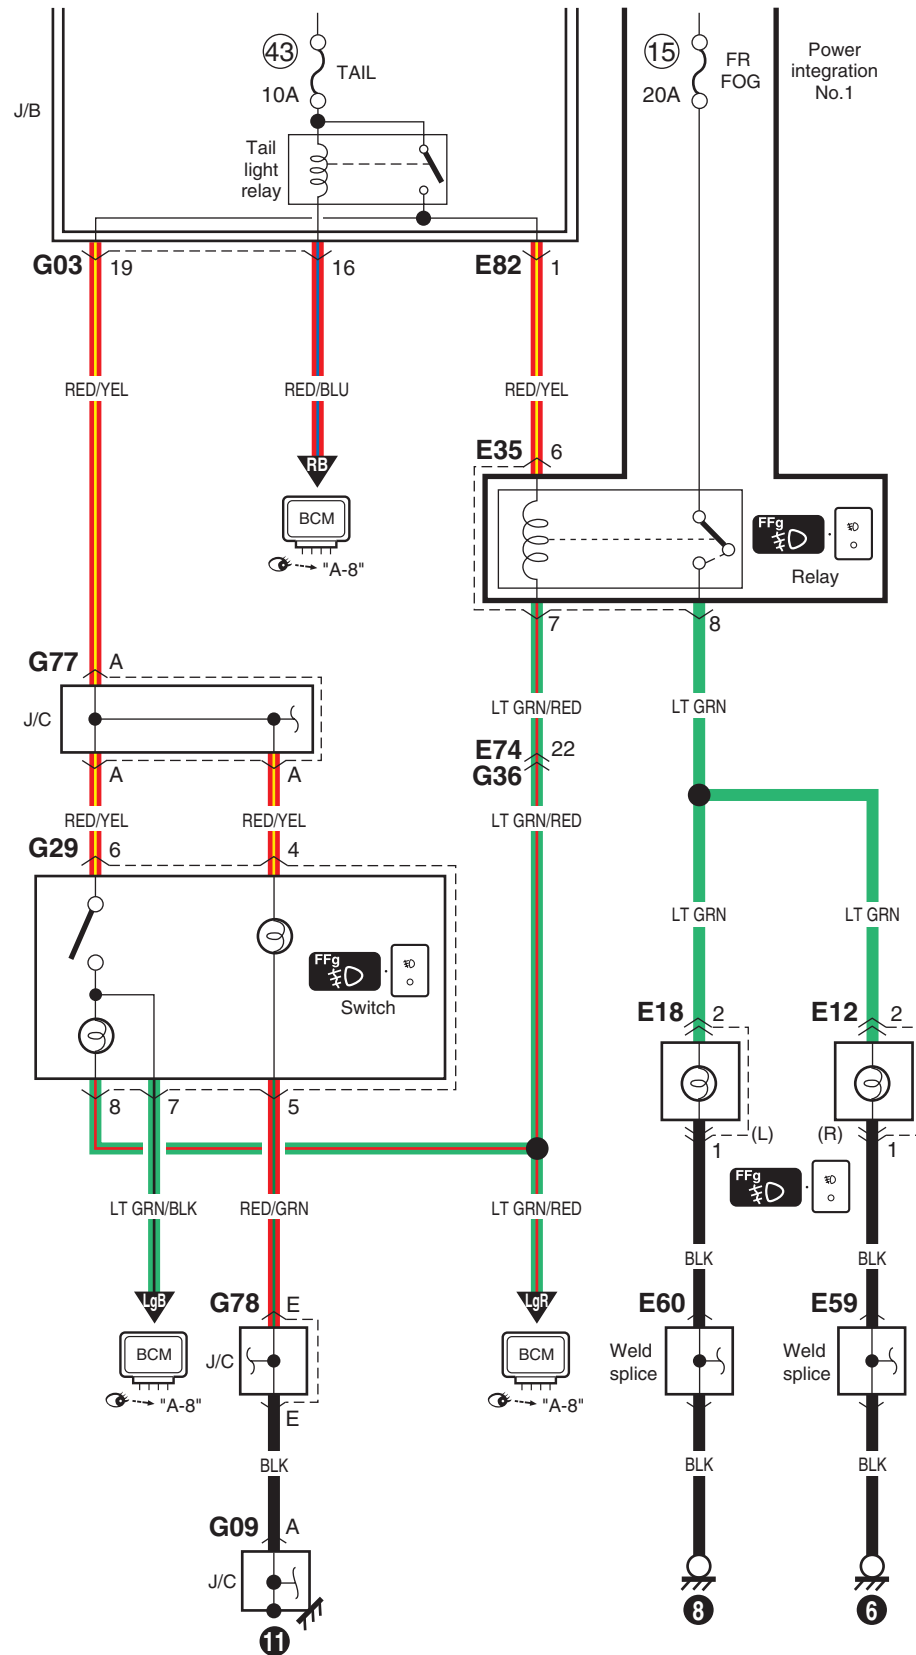 43
TAIL
10A
15
FR
FOG
20A
Power
integration
No.1
J/B
Tail
light
relay
G03
19
16
E82
1
RED/YEL
RED/BLU
RED/YEL
RB
BCM
"A-8"
E35
6
FFg
Relay
7
8
G77
A
J/C
A
A
LT GRN/RED
LT GRN
E74
22
G36
RED/YEL
RED/YEL
LT GRN/RED
G29
6
4
LT GRN
LT GRN
FFg
Switch
E18
2
E12
2
8
7
5
(L)
1
(R)
1
FFg
LT GRN/BLK
RED/GRN
LT GRN/RED
BLK
BLK
LgB
BCM
"A-8"
G78
E
J/C
E
LgR
BCM
"A-8"
E60
Weld
splice
E59
Weld
splice
BLK
BLK
BLK
G09
A
J/C
11
8
6